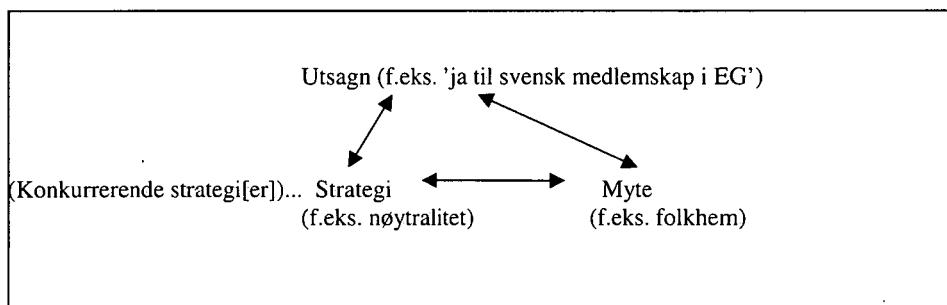 Utsagn (f.eks. 'ja til svensk medlemskap i EG')
(Konkurrerende strategi[er])... Strategi Myte
(f.eks. nøytralitet) (f.eks. folkhem)